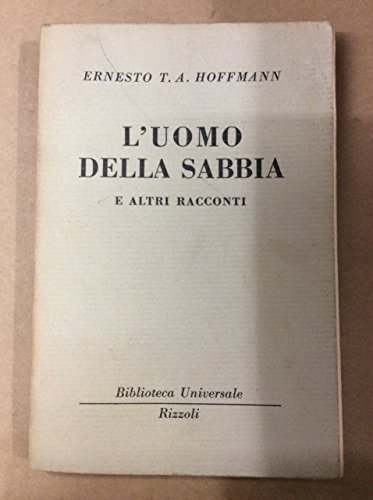 ERNESTO T. A. HOFFMANN
L'UOMO
DELLA SABBIA
E ALTRI RACCONTI
Biblioteca Universale
Rizzoli